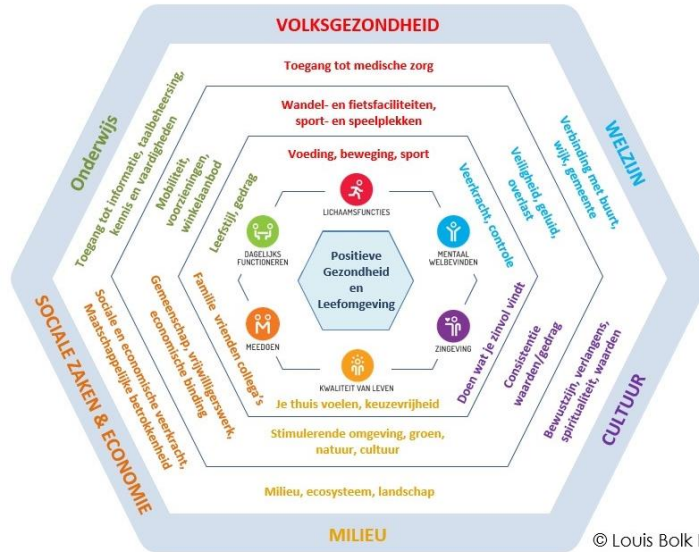 VOLKSGEZONDHEID
Toegang tot medische zorg
Wandel- en fietsfaciliteiten,
sport- en speelplekken
Voeding, beweging, sport
LICHAAMSFUNCTIES
WELZIJN
Verbinding met buurt,
wijk, gemeente
Veiligheid, geluid,
overlast
Veerkracht, controle
MENTAAL
WELBEVINDEN
CULTUUR
Bewustzijn, verlangens,
spiritualiteit, waarden
Consistentie
waarden/gedrag
Doen wat je zinvol vindt
ZINGEVING
KWALITEIT VAN LEVEN
Je thuis voelen, keuzevrijheid
Stimulerende omgeving, groen,
natuur, cultuur
Milieu, ecosysteem, landschap
MILIEU
SOCIALE ZAKEN & ECONOMIE
Sociale en economische veerkracht,
Maatschappelijke betrokkenheid
Gemeenschap, vrijwilligerswerk,
economische binding
Familie vrienden collega's
MEEDOEN
Onderwijs
Toegang tot informatie, taalbeheersing,
kennis en vaardigheden
Mobiliteit,
voorzieningen,
winkelaanbod
Leefstijl, gedrag
DAGELIJKS
FUNCTIONEREN
Positieve
Gezondheid
en
Leefomgeving
© Louis Bolk